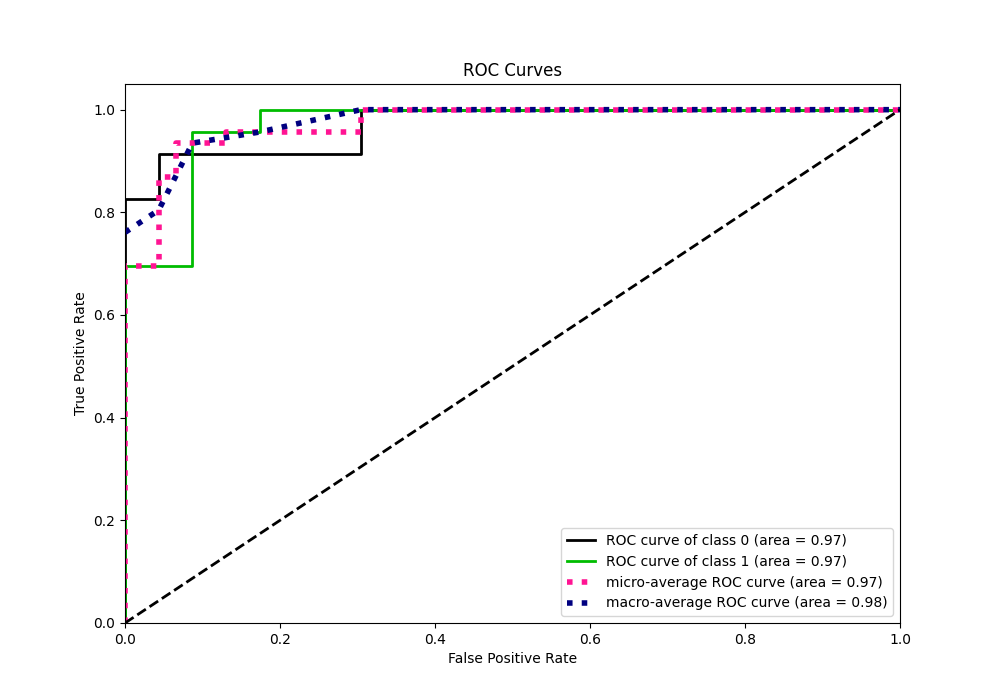 ROC Curves
True Positive Rate
1.0
0.8
0.6
0.4
0.2
0.0
0.0 0.2 0.4 0.6 0.8 1.0
False Positive Rate
ROC curve of class 0 (area = 0.97)
ROC curve of class 1 (area = 0.97)
micro-average ROC curve (area = 0.97)
macro-average ROC curve (area = 0.98)